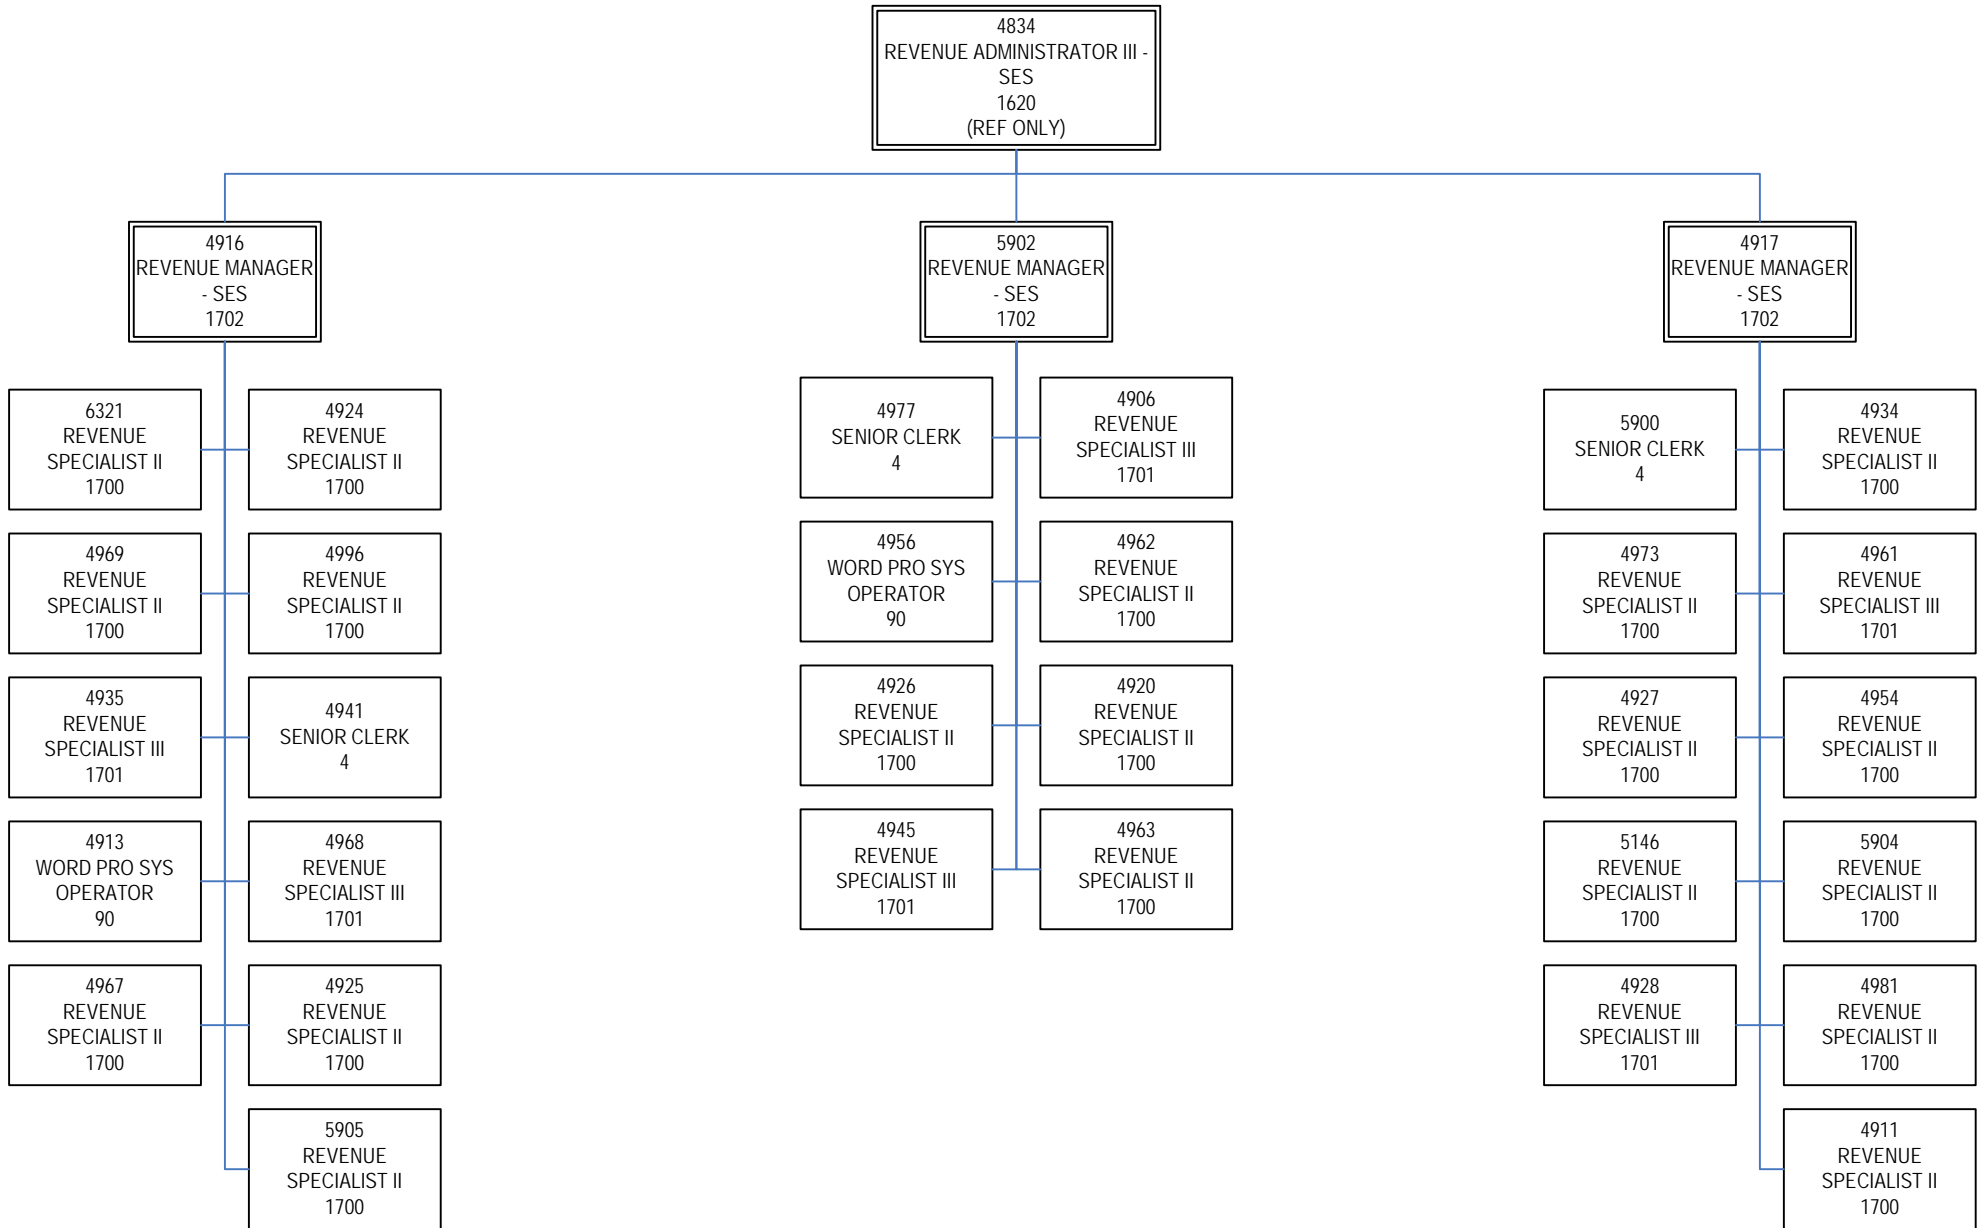 4834
REVENUE ADMINISTRATOR III -
SES
1620
(REF ONLY)
4916
REVENUE MANAGER
- SES
1702
5902
REVENUE MANAGER
- SES
1702
4917
REVENUE MANAGER
- SES
1702
6321
REVENUE
SPECIALIST II
1700
4924
REVENUE
SPECIALIST II
1700
4969
REVENUE
SPECIALIST II
1700
4996
REVENUE
SPECIALIST II
1700
4935
REVENUE
SPECIALIST III
1701
4941
SENIOR CLERK
4
4913
WORD PRO SYS
OPERATOR
90
4968
REVENUE
SPECIALIST III
1701
4967
REVENUE
SPECIALIST II
1700
4925
REVENUE
SPECIALIST II
1700
5905
REVENUE
SPECIALIST II
1700
4977
SENIOR CLERK
4
4906
REVENUE
SPECIALIST III
1701
4956
WORD PRO SYS
OPERATOR
90
4962
REVENUE
SPECIALIST II
1700
4926
REVENUE
SPECIALIST II
1700
4920
REVENUE
SPECIALIST II
1700
4945
REVENUE
SPECIALIST III
1701
4963
REVENUE
SPECIALIST II
1700
5900
SENIOR CLERK
4
4934
REVENUE
SPECIALIST II
1700
4973
REVENUE
SPECIALIST II
1700
4961
REVENUE
SPECIALIST III
1701
4927
REVENUE
SPECIALIST II
1700
4954
REVENUE
SPECIALIST II
1700
5146
REVENUE
SPECIALIST II
1700
5904
REVENUE
SPECIALIST II
1700
4928
REVENUE
SPECIALIST III
1701
4981
REVENUE
SPECIALIST II
1700
4911
REVENUE
SPECIALIST II
1700